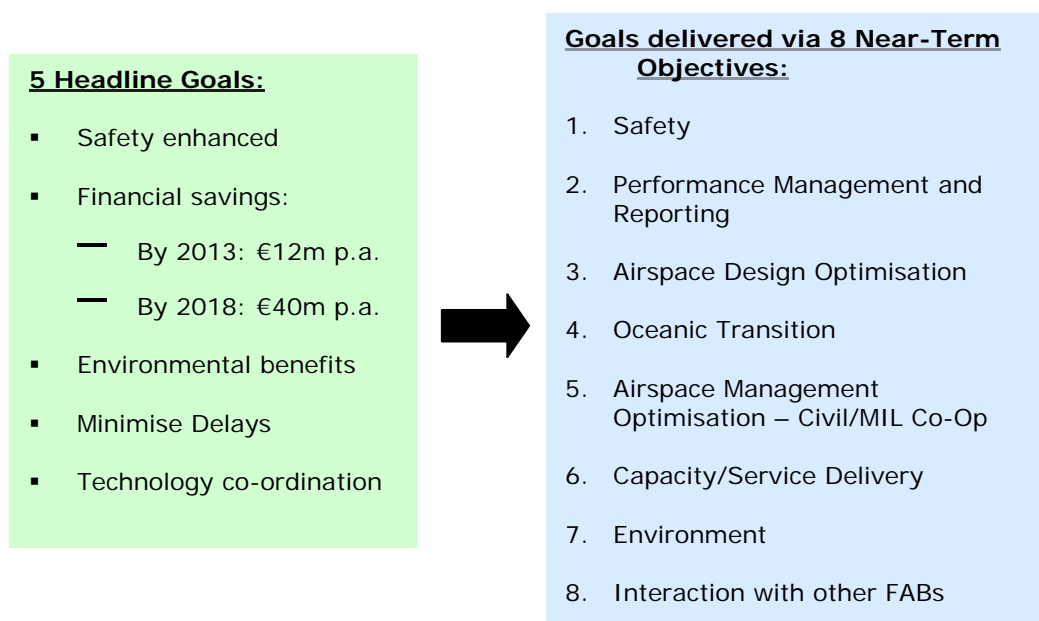 5 Headline Goals:
▪ Safety enhanced
▪ Financial savings:
— By 2013: €12m p.a.
— By 2018: €40m p.a.
▪ Environmental benefits
▪ Minimise Delays
▪ Technology co-ordination
Goals delivered via 8 Near-Term
Objectives:
1. Safety
2. Performance Management and
Reporting
3. Airspace Design Optimisation
4. Oceanic Transition
5. Airspace Management
Optimisation – Civil/MIL Co-Op
6. Capacity/Service Delivery
7. Environment
8. Interaction with other FABs